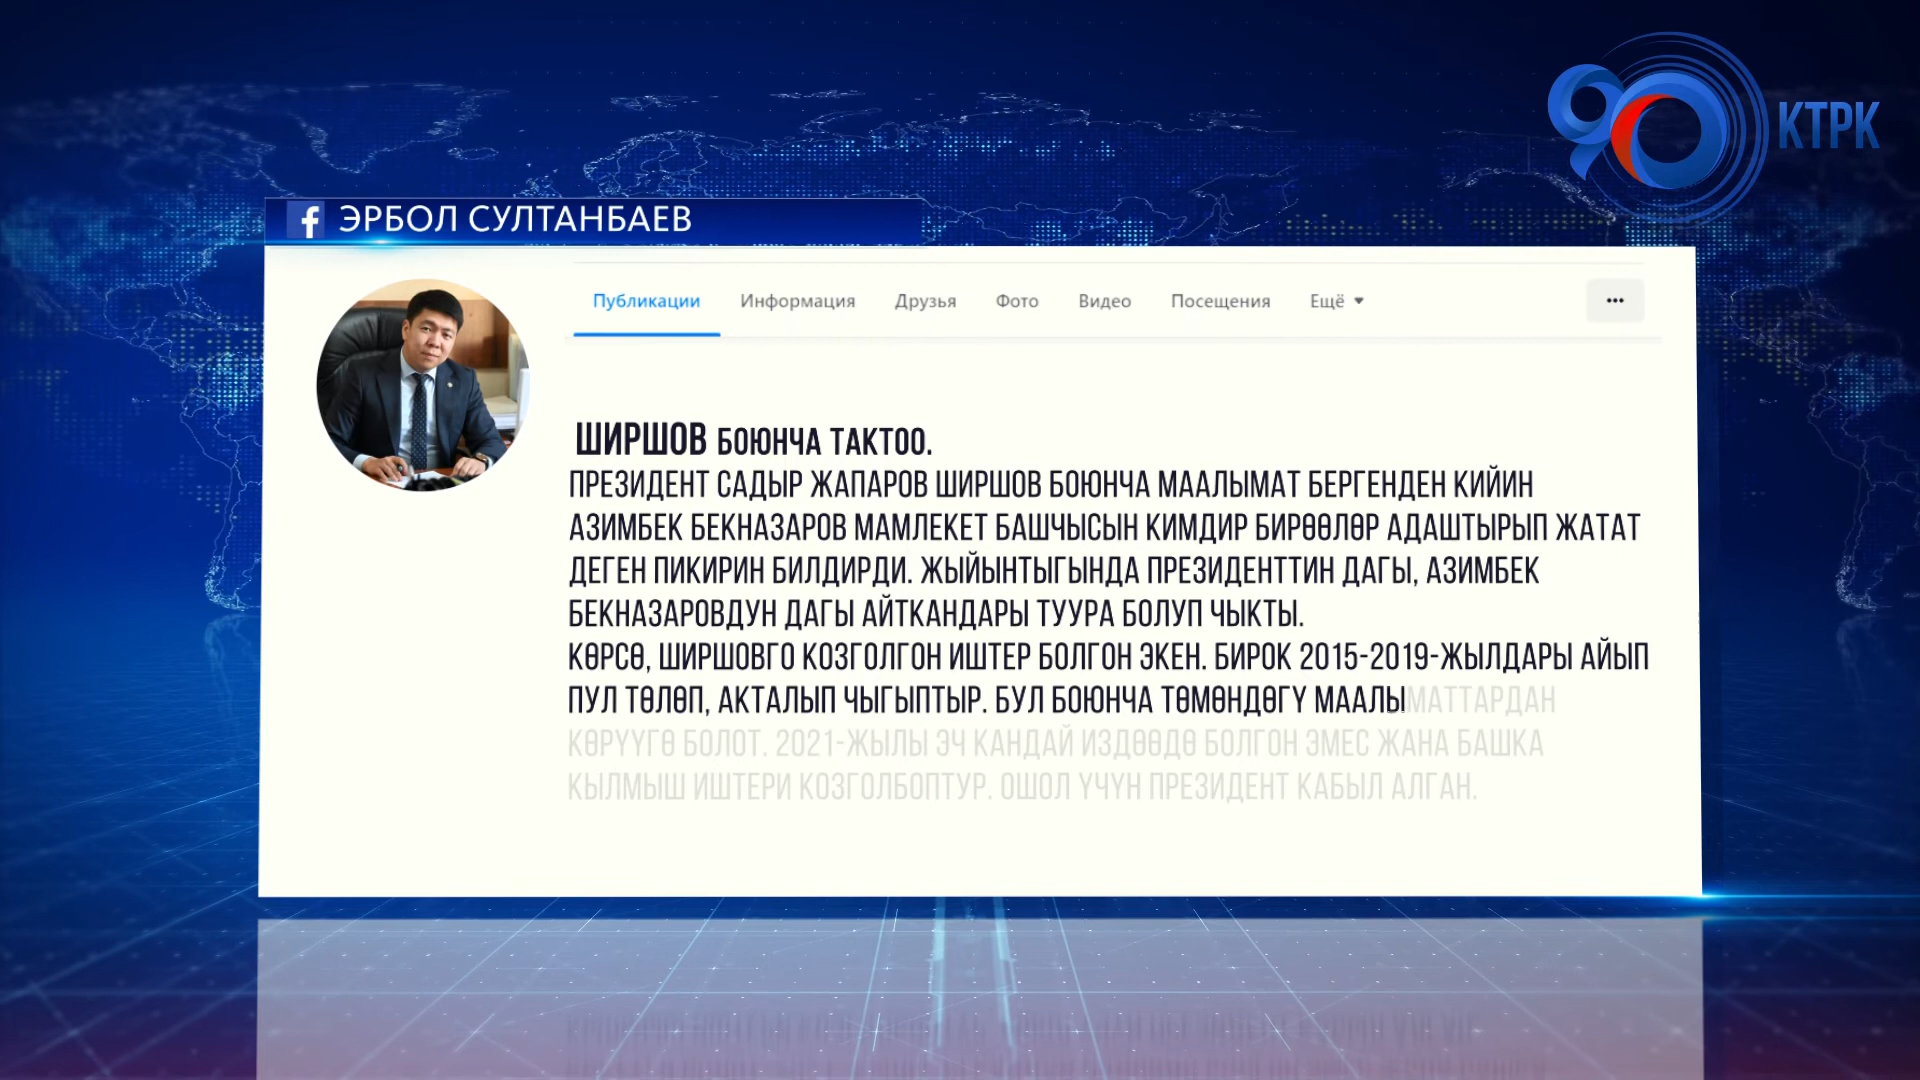 90 КТРК
ЭРБОЛ СУЛТАНБАЕВ
Публикации Информация Друзья Фото Видео Посещения Ещё
ШИРШОВ БОЮНЧА ТАКТОО.
ПРЕЗИДЕНТ САДЫР ЖАПАРОВ ШИРШОВ БОЮНЧА МААЛЫМАТ БЕРГЕНДЕН КИЙИН
АЗИМБЕК БЕКНАЗАРОВ МАМЛЕКЕТ БАШЧЫСЫН КИМДИР БИРӨӨЛӨР АДАШТЫРЫП ЖАТАТ
ДЕГЕН ПИКИРИН БИЛДИРДИ. ЖЫЙЫНТЫГЫНДА ПРЕЗИДЕНТТИН ДАГЫ, АЗИМБЕК
БЕКНАЗАРОВДУН ДАГЫ АЙТКАНДАРЫ ТУУРА БОЛУП ЧЫКТЫ.
КӨРСӨ, ШИРШОВГО КОЗГОЛГОН ИШТЕР БОЛГОН ЭКЕН. БИРОК 2015-2019-ЖЫЛДАРЫ АЙЫП
ПУЛ ТӨЛӨП, АКТАЛЫП ЧЫГЫПТЫР. БУЛ БОЮНЧА ТӨМӨНДӨГҮ МААЛЫМАТТАРДАН
КӨРҮҮГӨ БОЛОТ. 2021-ЖЫЛЫ ЭЧ КАНДАЙ ИЗДӨӨДӨ БОЛГОН ЭМЕС ЖАНА БАШКА
КЫЛМЫШ ИШТЕРИ КОЗГОЛБОПТУР. ОШОЛ ҮЧҮН ПРЕЗИДЕНТ КАБЫЛ АЛГАН.